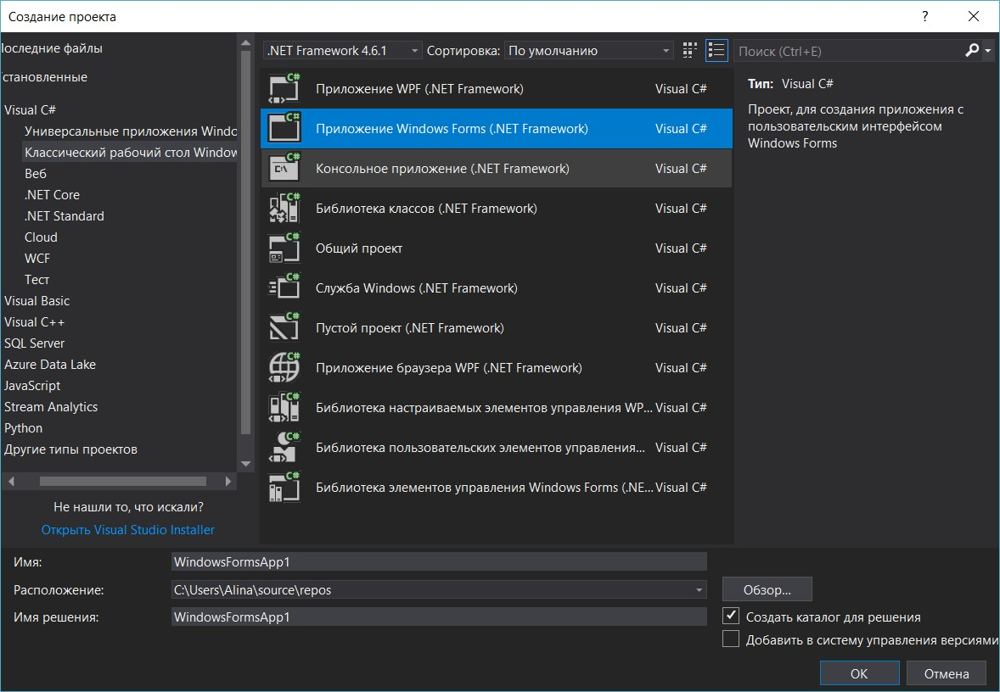 Создание проекта
?
Последние файлы
Установленные
Visual C#
Универсальные приложения Windo
Классический рабочий стол Window
Веб
.NET Core
.NET Standard
Cloud
WCF
Тест
Visual Basic
Visual C++
SQL Server
Azure Data Lake
JavaScript
Stream Analytics
Python
Другие типы проектов
Не нашли то, что искали?
Открыть Visual Studio Installer
.NET Framework 4.6.1 Сортировка: По умолчанию
Приложение WPF (.NET Framework) Visual C#
Приложение Windows Forms (.NET Framework) Visual C#
Консольное приложение (.NET Framework) Visual C#
Библиотека классов (.NET Framework) Visual C#
Общий проект Visual C#
Служба Windows (.NET Framework) Visual C#
Пустой проект (.NET Framework) Visual C#
Приложение браузера WPF (.NET Framework) Visual C#
Библиотека настраиваемых элементов управления WP... Visual C#
Библиотека пользовательских элементов управления... Visual C#
Библиотека элементов управления Windows Forms (.NE... Visual C#
Поиск (Ctrl+E)
Тип: Visual C#
Проект, для создания приложения с
пользовательским интерфейсом
Windows Forms
Имя: WindowsFormsApp1
Расположение: C:\Users\Alina\source\repos
Обзор...
Имя решения: WindowsFormsApp1
Создать каталог для решения
Добавить в систему управления версиями
ОК Отмена